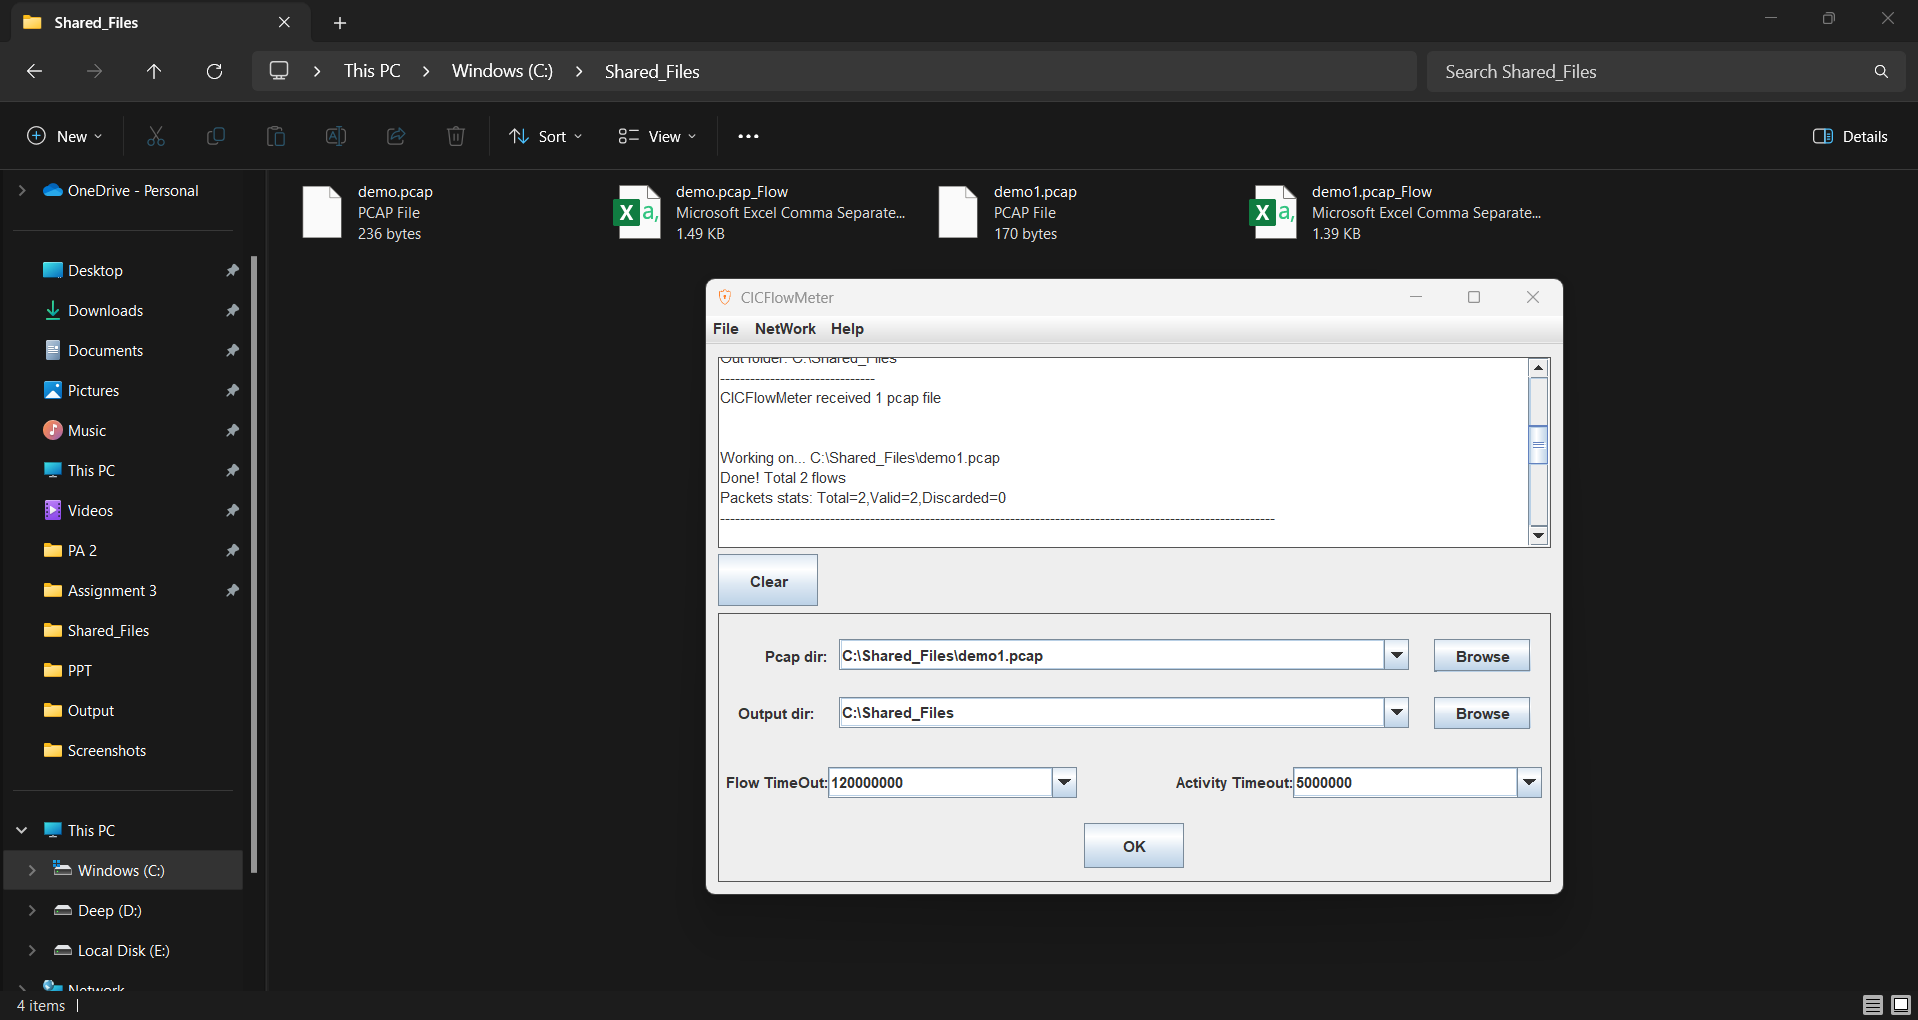 Shared_Files
This PC > Windows (C:) > Shared_Files
Search Shared_Files
New
Sort
View
Details
OneDrive - Personal
Desktop
Downloads
Documents
Pictures
Music
This PC
Videos
PA 2
Assignment 3
Shared_Files
PPT
Output
Screenshots
This PC
Windows (C:)
Deep (D:)
Local Disk (E:)
Network
4 items
demo.pcap
PCAP File
236 bytes
demo.pcap_Flow
Microsoft Excel Comma Separate...
1.49 KB
demo1.pcap
PCAP File
170 bytes
demo1.pcap_Flow
Microsoft Excel Comma Separate...
1.39 KB
CICFlowMeter
File NetWork Help
Out folder: C:\Shared_Files
-------------------------------
CICFlowMeter received 1 pcap file
Working on... C:\Shared_Files\demo1.pcap
Done! Total 2 flows
Packets stats: Total=2,Valid=2,Discarded=0
---------------------------------------------------------------------------------------------------------------
Clear
Pcap dir: C:\Shared_Files\demo1.pcap Browse
Output dir: C:\Shared_Files Browse
Flow TimeOut: 120000000 Activity Timeout: 5000000
OK